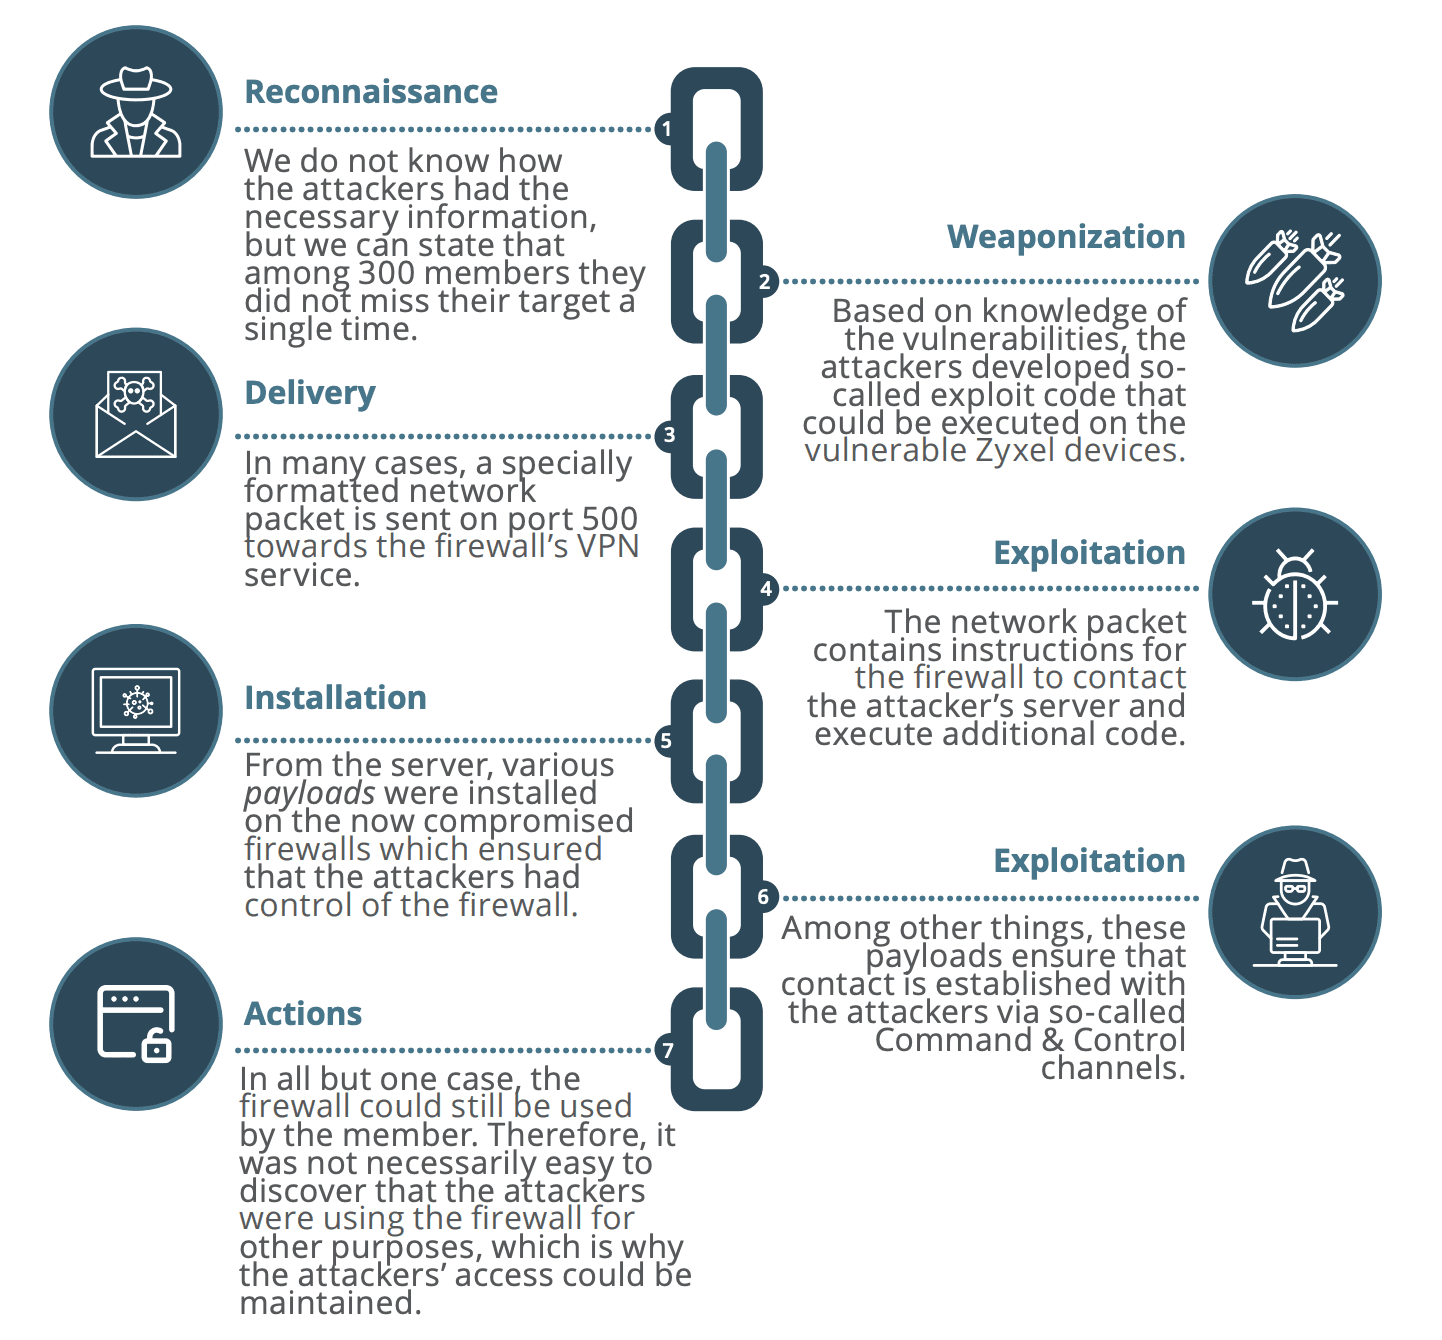 Reconnaissance
1
We do not know how
the attackers had the
necessary information,
but we can state that
among 300 members they
did not miss their target a
single time.
Weaponization
2
Based on knowledge of
the vulnerabilities, the
attackers developed so-
called exploit code that
could be executed on the
vulnerable Zyxel devices.
Delivery
3
In many cases, a specially
formatted network
packet is sent on port 500
towards the firewall’s VPN
service.
Exploitation
4
The network packet
contains instructions for
the firewall to contact
the attacker’s server and
execute additional code.
Installation
5
From the server, various
payloads were installed
on the now compromised
firewalls which ensured
that the attackers had
control of the firewall.
Exploitation
6
Among other things, these
payloads ensure that
contact is established with
the attackers via so-called
Command & Control
channels.
Actions
7
In all but one case, the
firewall could still be used
by the member. Therefore, it
was not necessarily easy to
discover that the attackers
were using the firewall for
other purposes, which is why
the attackers’ access could be
maintained.